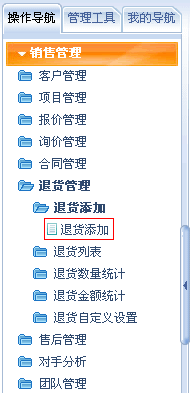 操作导航 管理工具 我的导航
销售管理
客户管理
项目管理
报价管理
询价管理
合同管理
退货管理
退货添加
退货添加
退货列表
退货数量统计
退货金额统计
退货自定义设置
售后管理
对手分析
团队管理